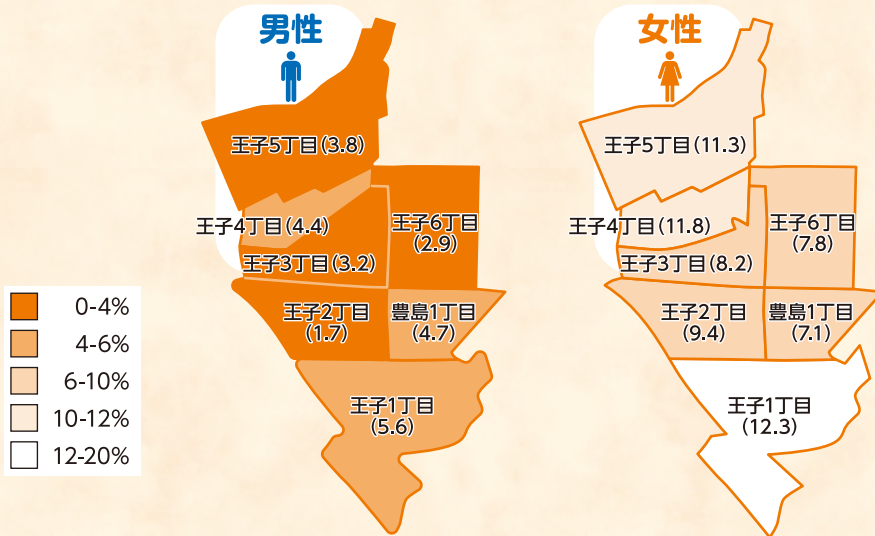 男性
王子5丁目(3.8)
王子4丁目(4.4)
王子6丁目
(2.9)
王子3丁目(3.2)
王子2丁目
(1.7)
豊島1丁目
(4.7)
王子1丁目
(5.6)
女性
王子5丁目(11.3)
王子4丁目(11.8)
王子6丁目
(7.8)
王子3丁目(8.2)
王子2丁目
(9.4)
豊島1丁目
(7.1)
王子1丁目
(12.3)
0-4%
4-6%
6-10%
10-12%
12-20%